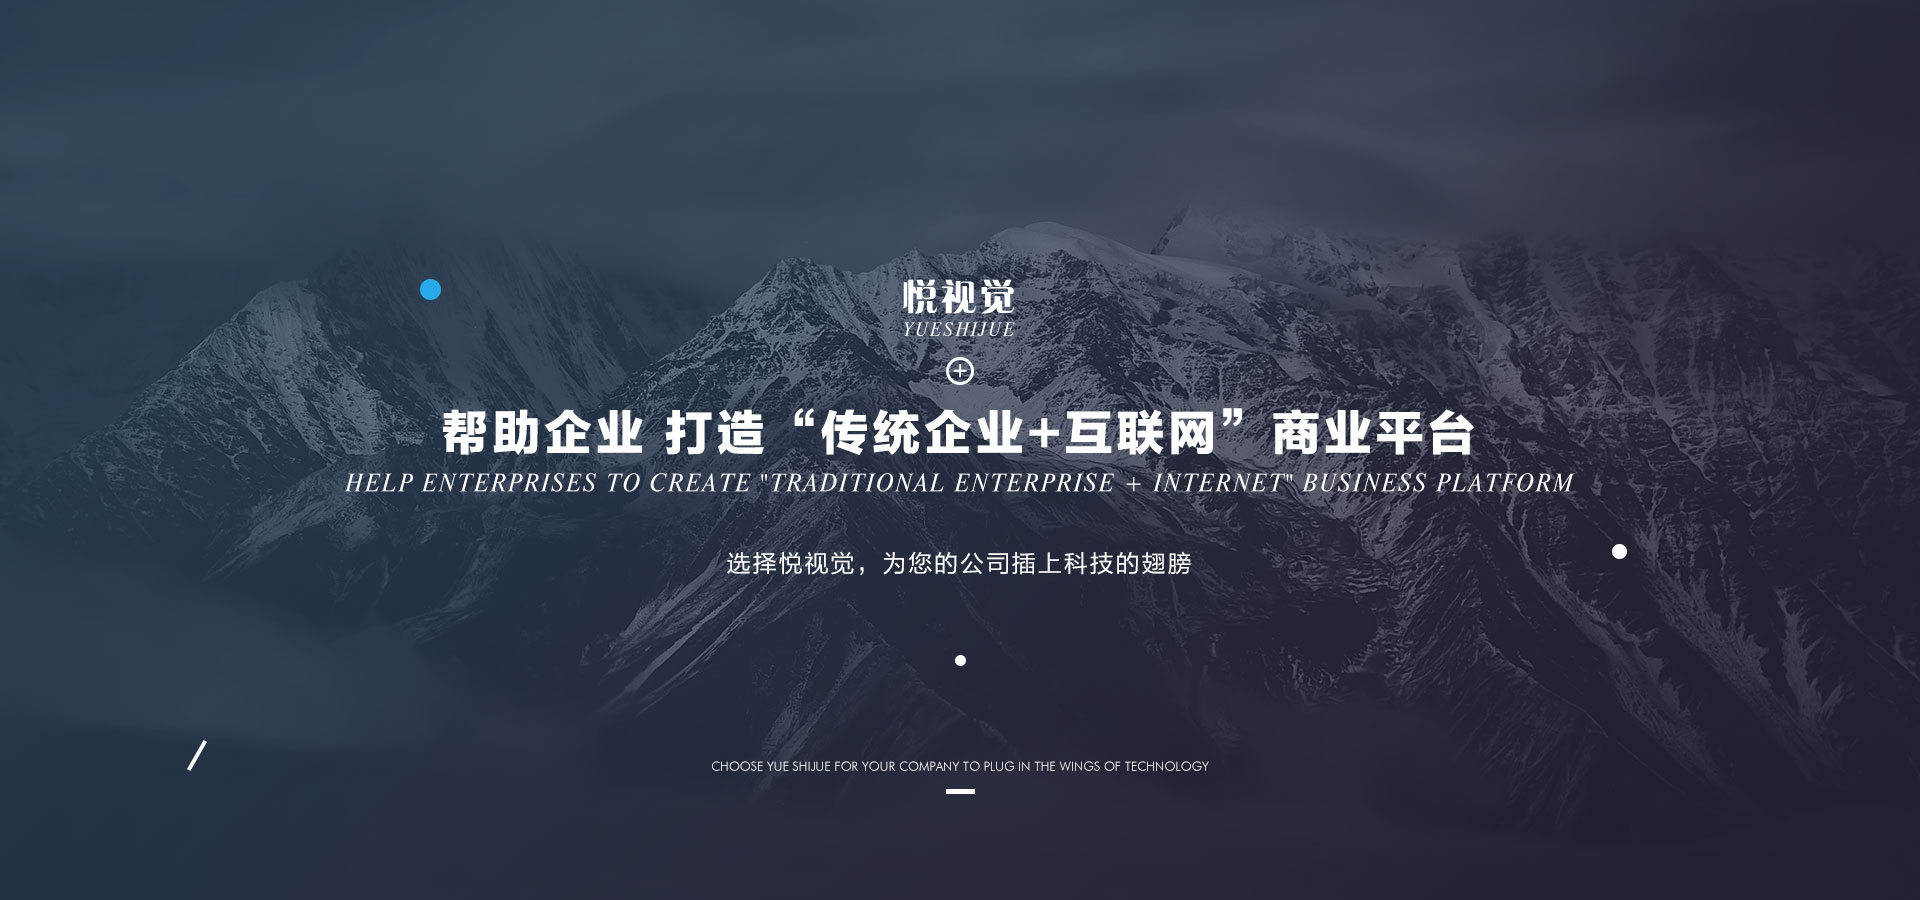 悦视觉
YUESHIJUE
帮助企业 打造“传统企业+互联网”商业平台
HELP ENTERPRISES TO CREATE "TRADITIONAL ENTERPRISE + INTERNET" BUSINESS PLATFORM
选择悦视觉，为您的公司插上科技的翅膀
CHOOSE YUE SHIJUE FOR YOUR COMPANY TO PLUG IN THE WINGS OF TECHNOLOGY